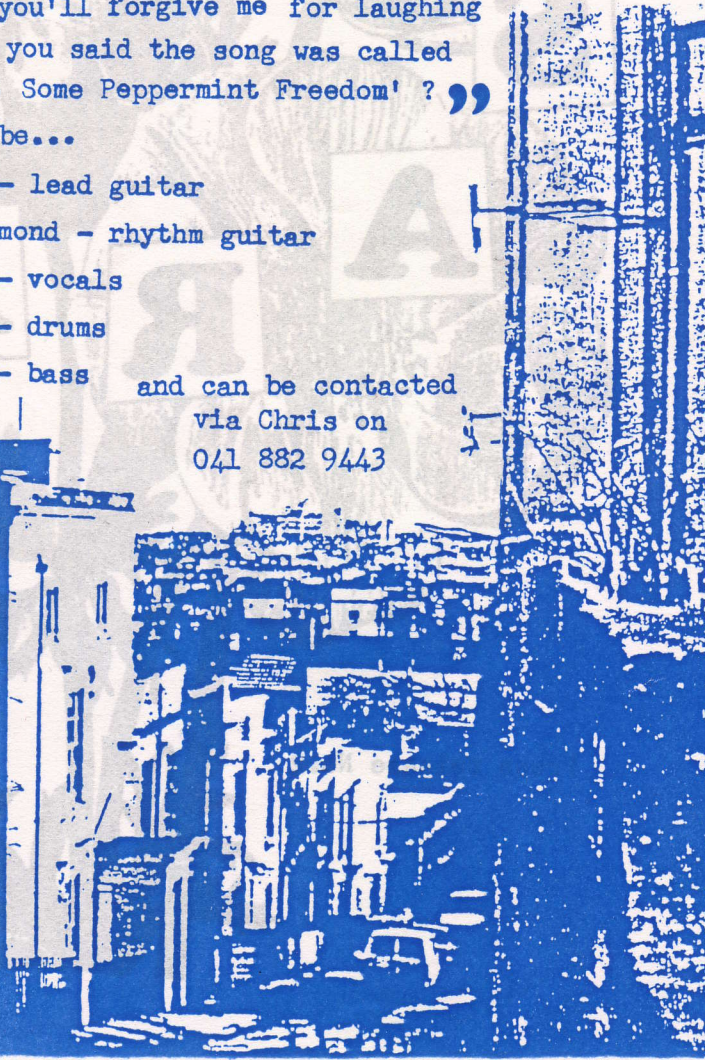 you'll forgive me for laughing
you said the song was called
Some Peppermint Freedom' ?”
be...
— lead guitar
mond — rhythm guitar
— vocals
— drums
— bass
and can be contacted
via Chris on
041 882 9443
A
R